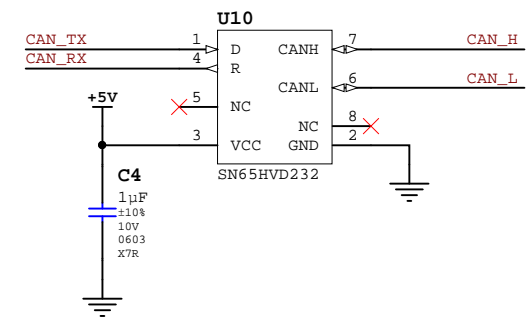 U10
CAN_TX 1 D CANH 7 CAN_H
CAN_RX 4 R
CANL 6 CAN_L
+5V 5 NC
NC 8
3 VCC GND 2
SN65HVD232
C4
1µF
±10%
10V
0603
X7R